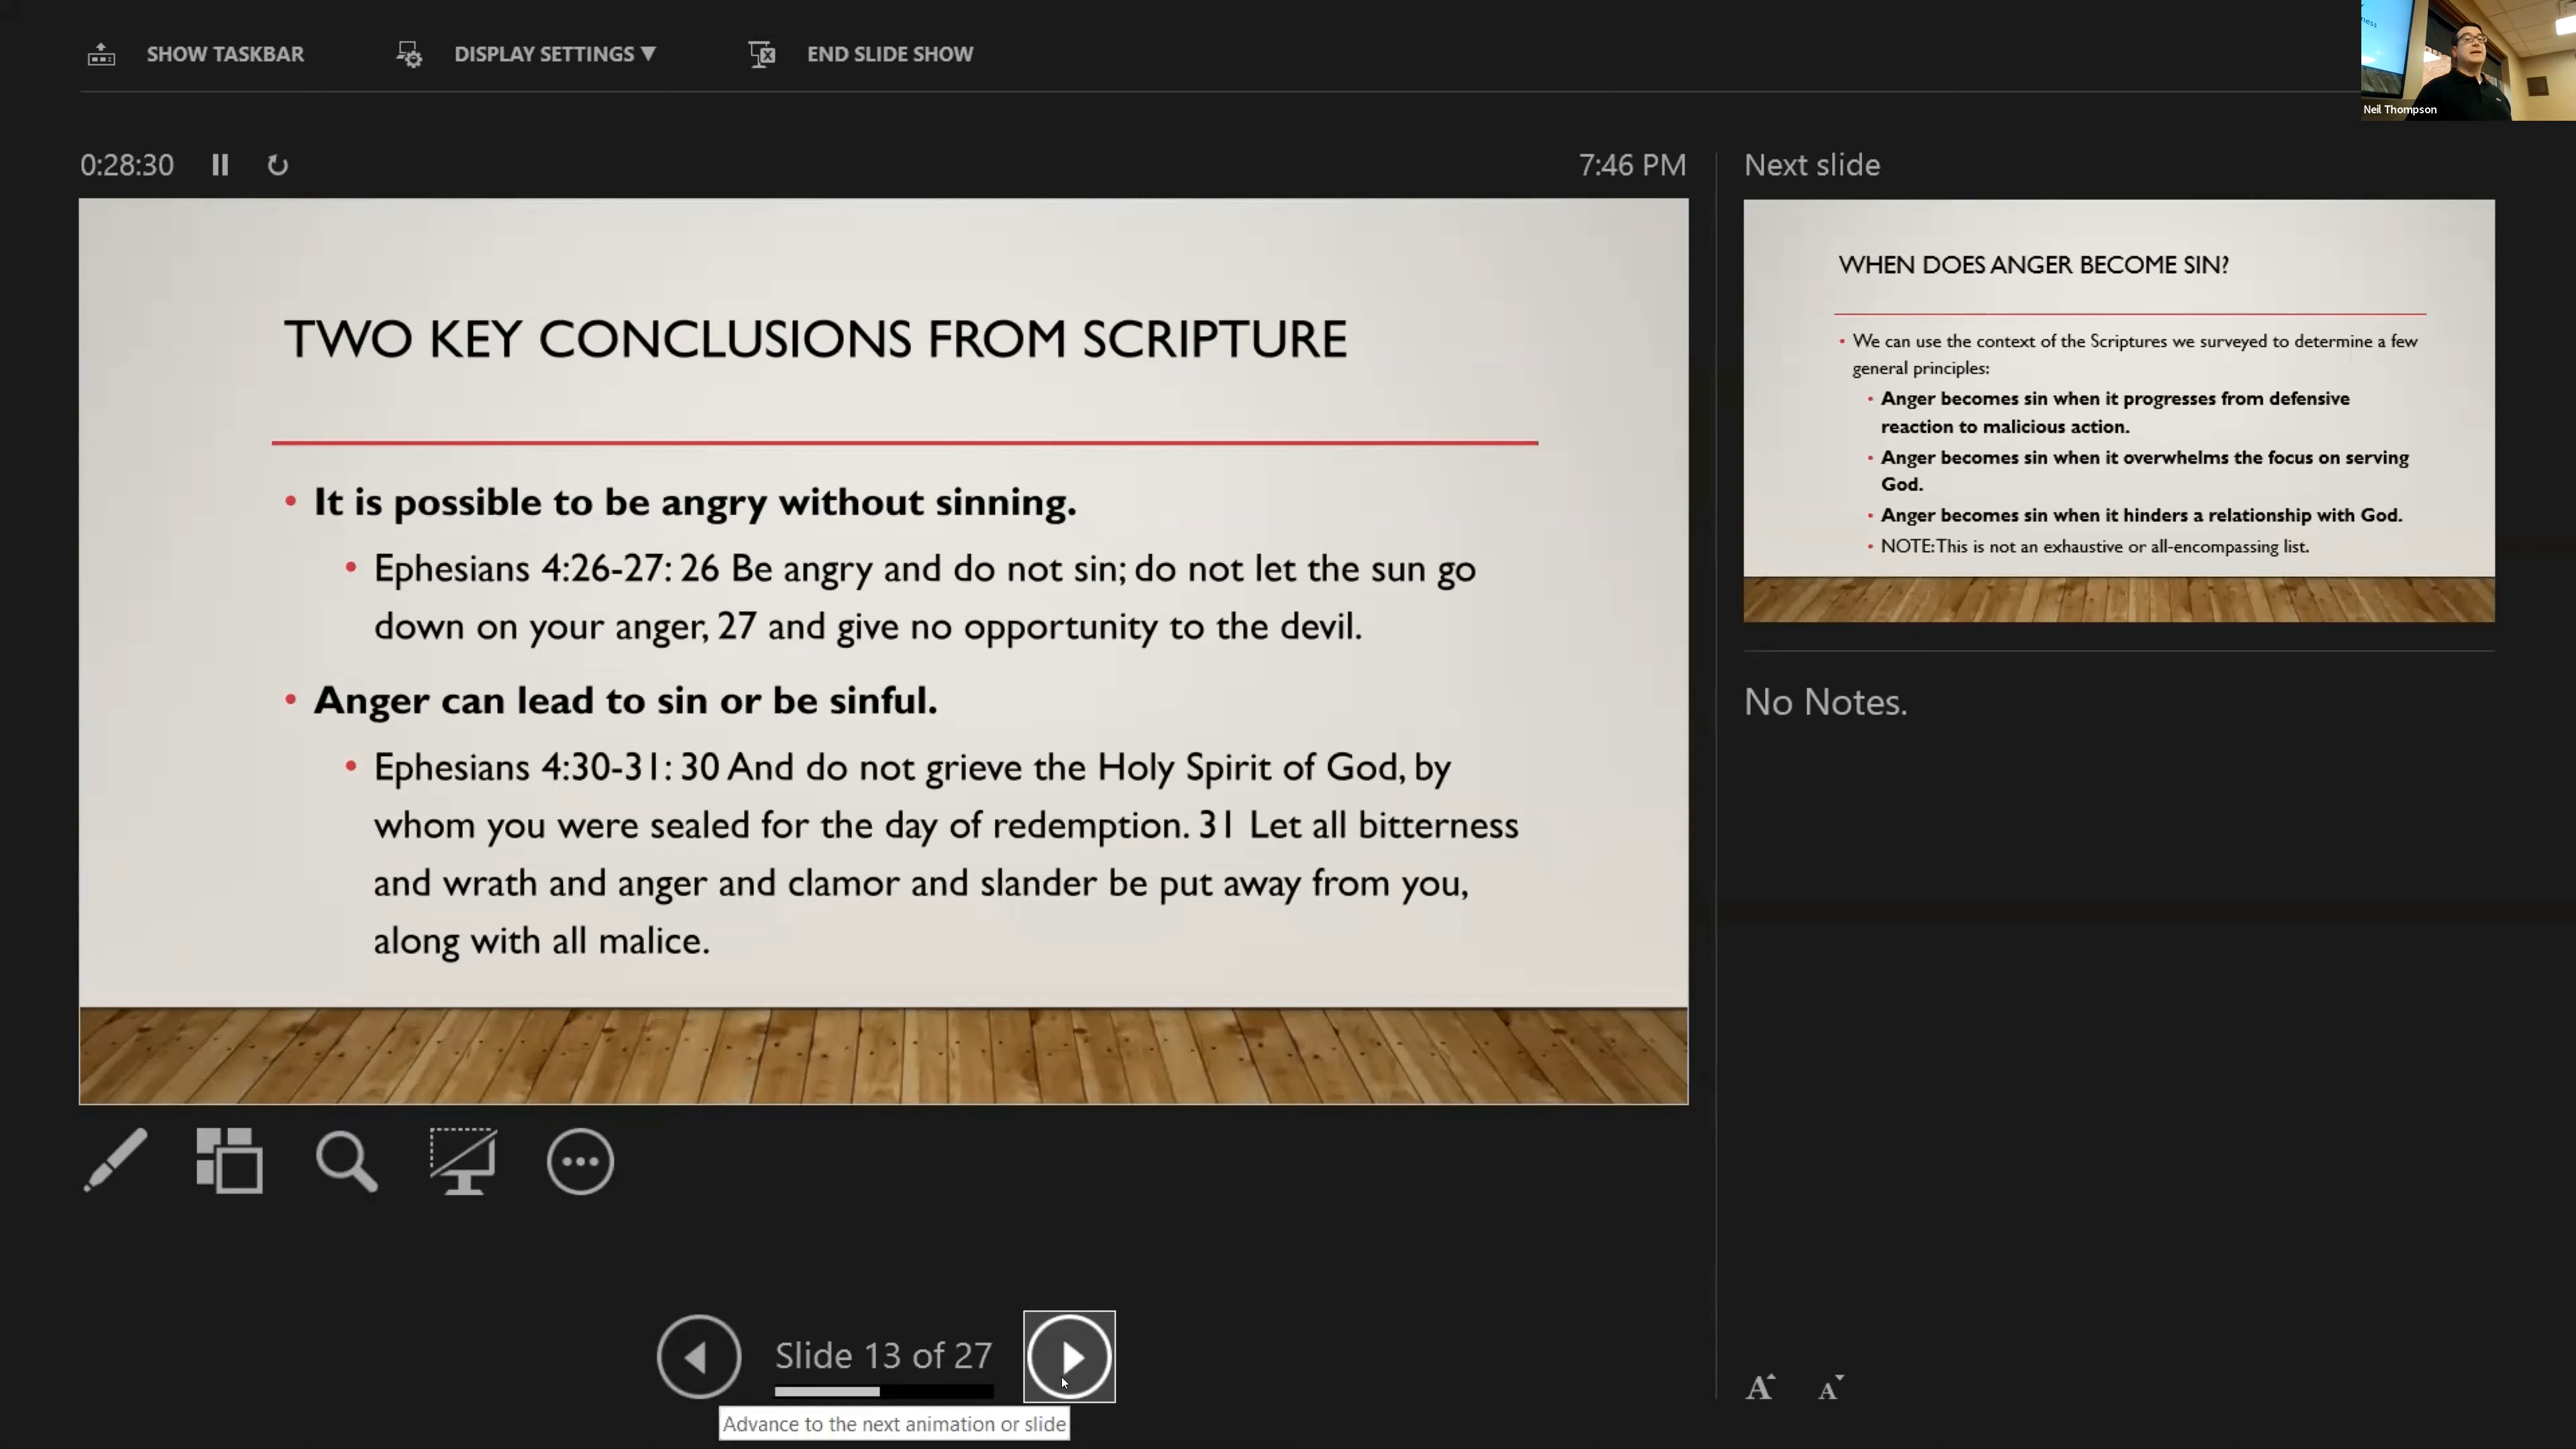 SHOW TASKBAR
DISPLAY SETTINGS ▼
END SLIDE SHOW
ness
Neil Thompson
0:28:30
7:46 PM
Next slide
TWO KEY CONCLUSIONS FROM SCRIPTURE
• It is possible to be angry without sinning.
• Ephesians 4:26-27: 26 Be angry and do not sin; do not let the sun go
down on your anger, 27 and give no opportunity to the devil.
• Anger can lead to sin or be sinful.
• Ephesians 4:30-31: 30 And do not grieve the Holy Spirit of God, by
whom you were sealed for the day of redemption. 31 Let all bitterness
and wrath and anger and clamor and slander be put away from you,
along with all malice.
WHEN DOES ANGER BECOME SIN?
• We can use the context of the Scriptures we surveyed to determine a few
general principles:
• Anger becomes sin when it progresses from defensive
reaction to malicious action.
• Anger becomes sin when it overwhelms the focus on serving
God.
• Anger becomes sin when it hinders a relationship with God.
• NOTE: This is not an exhaustive or all-encompassing list.
No Notes.
Slide 13 of 27
Advance to the next animation or slide
A
A